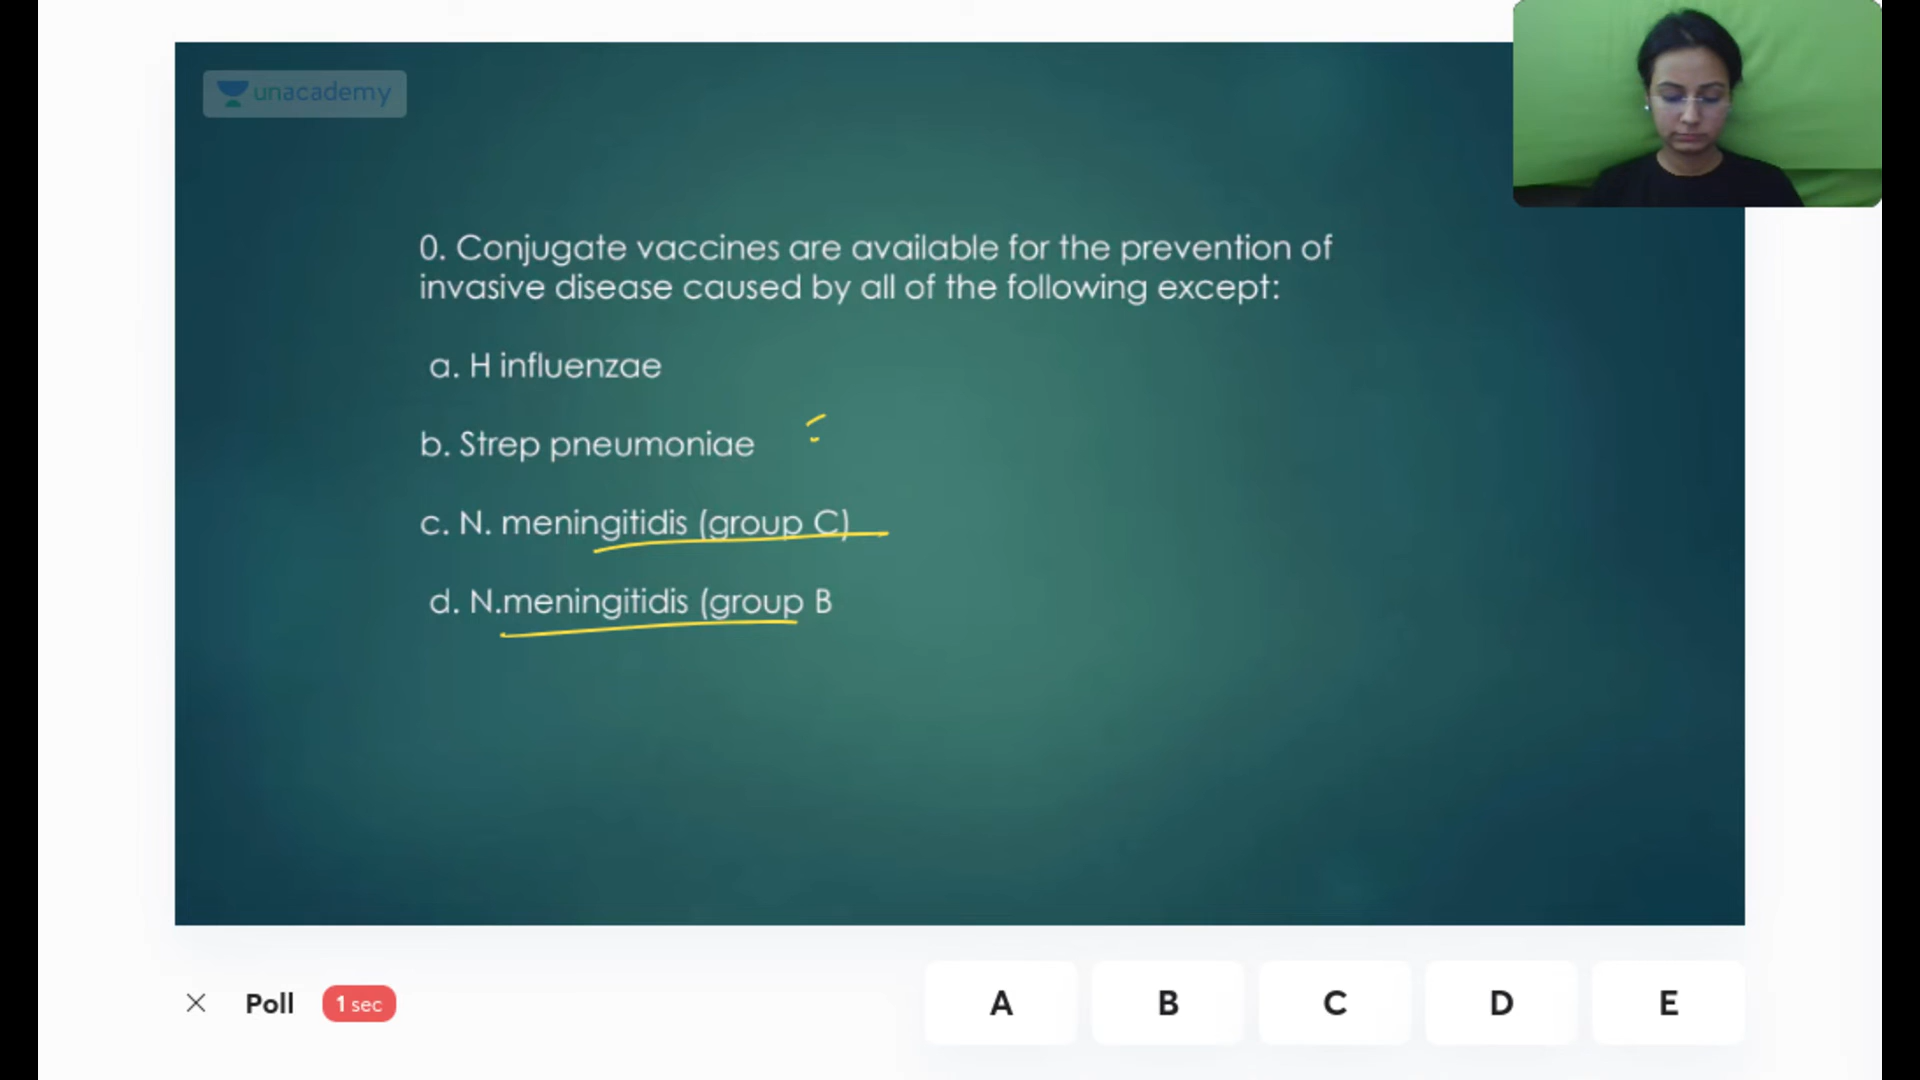 unacademy
0. Conjugate vaccines are available for the prevention of
invasive disease caused by all of the following except:
a. H influenzae
b. Strep pneumoniae
c. N. meningitidis (group C)
d. N.meningitidis (group B
Poll
1 sec
A
B
C
D
E